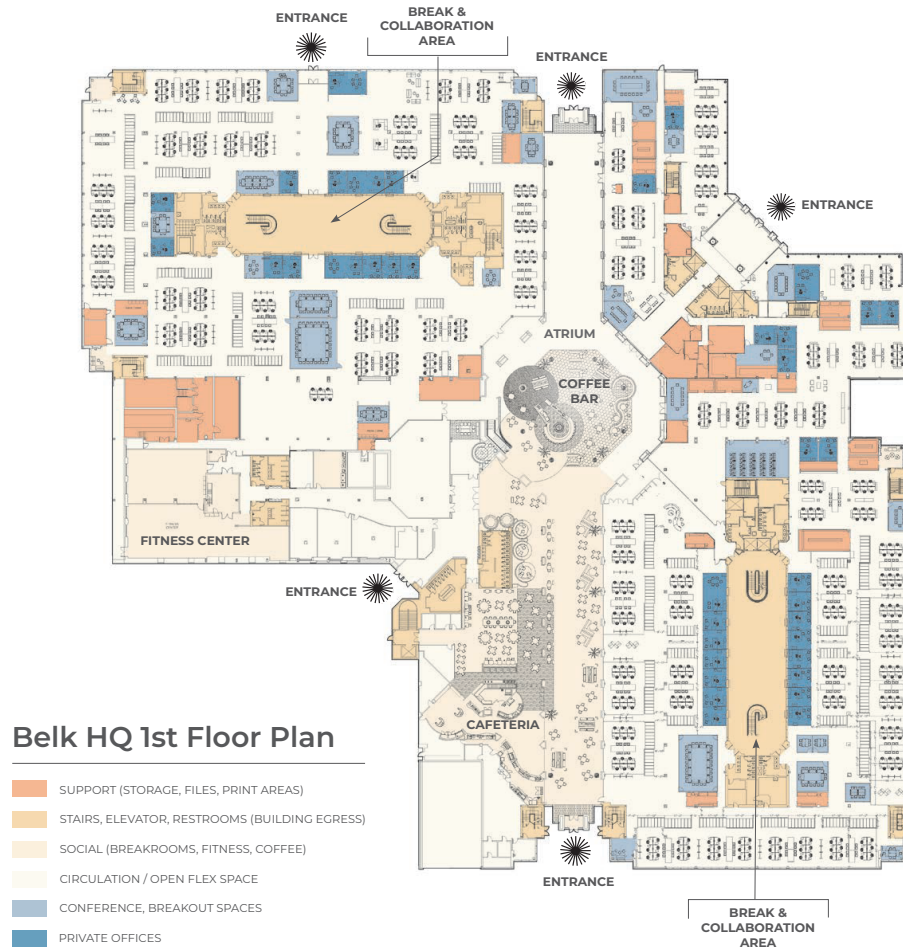 ENTRANCE
BREAK &
COLLABORATION
AREA
ENTRANCE
ENTRANCE
ATRIUM
COFFEE
BAR
FITNESS CENTER
ENTRANCE
CAFETERIA
Belk HQ 1st Floor Plan
SUPPORT (STORAGE, FILES, PRINT AREAS)
STAIRS, ELEVATOR, RESTROOMS (BUILDING EGRESS)
SOCIAL (BREAKROOMS, FITNESS, COFFEE)
CIRCULATION / OPEN FLEX SPACE
CONFERENCE, BREAKOUT SPACES
PRIVATE OFFICES
ENTRANCE
BREAK &
COLLABORATION
AREA